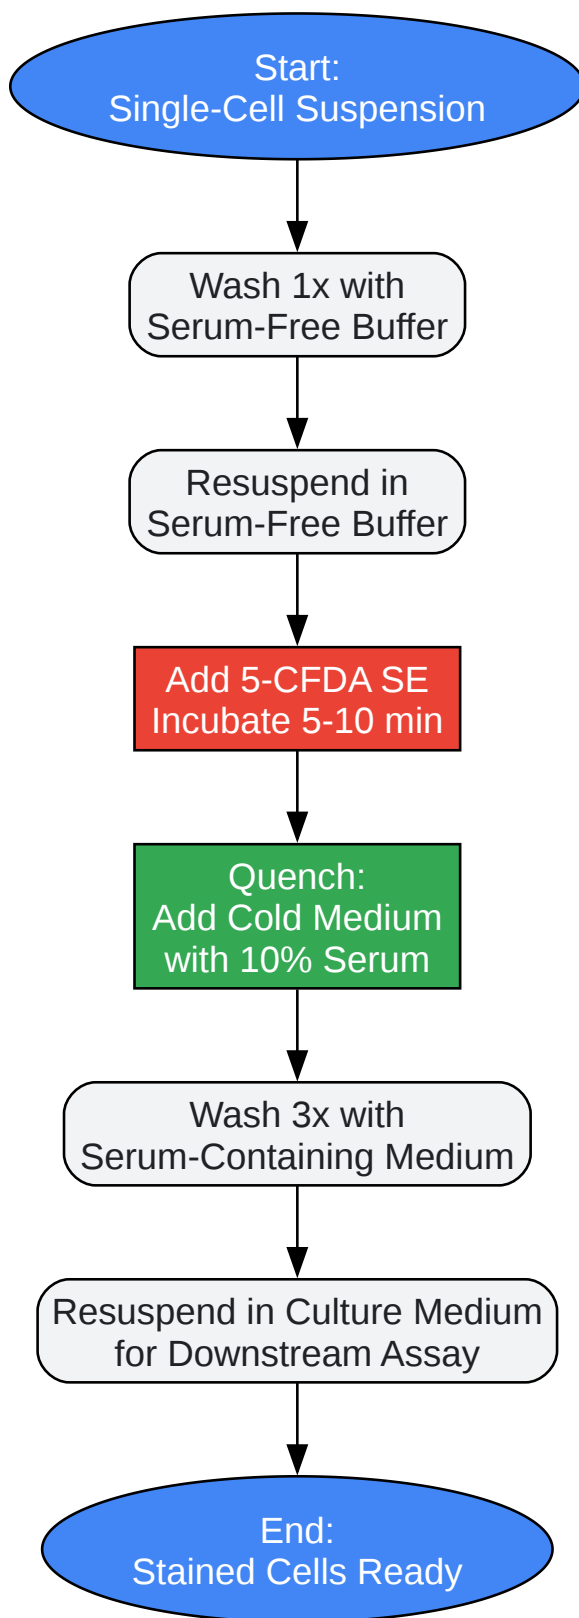 Start:
Single-Cell Suspension
Wash 1x with
Serum-Free Buffer
Resuspend in
Serum-Free Buffer
Add 5-CFDA SE
Incubate 5-10 min
Quench:
Add Cold Medium
with 10% Serum
Wash 3x with
Serum-Containing Medium
Resuspend in Culture Medium
for Downstream Assay
End:
Stained Cells Ready